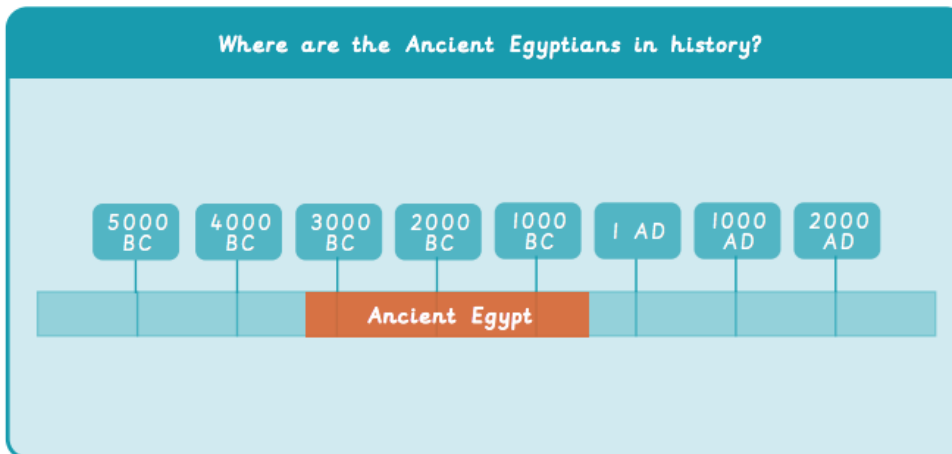 Where are the Ancient Egyptians in history?
5000
BC
4000
BC
3000
BC
2000
BC
1000
BC
1 AD
1000
AD
2000
AD
Ancient Egypt